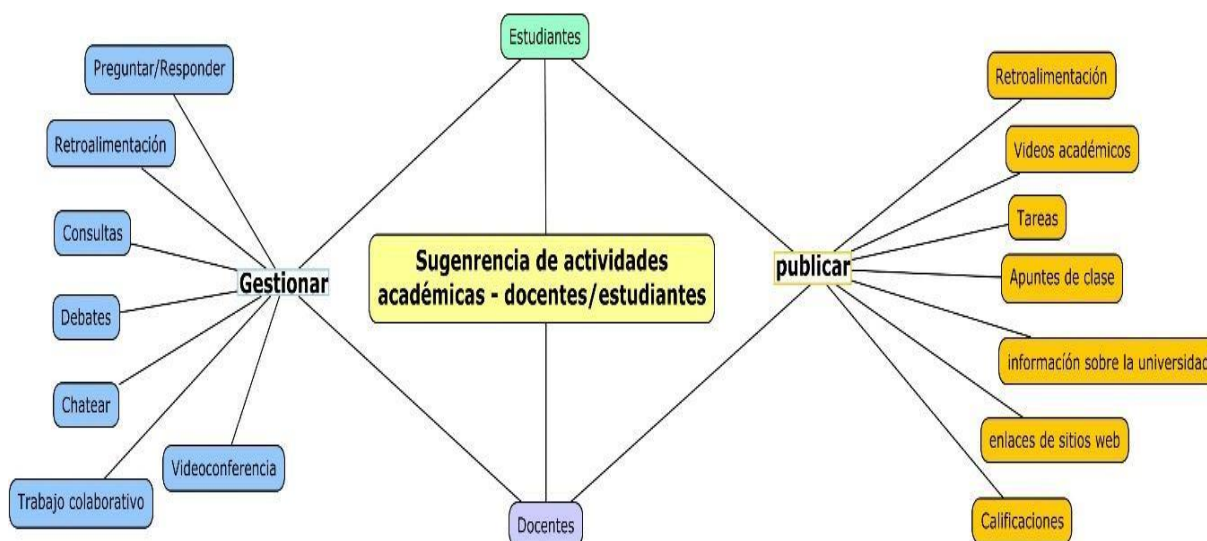 Estudiantes
Preguntar/Responder
Retroalimentación
Consultas
Debates
Chatear
Trabajo colaborativo
Videoconferencia
Gestionar
Sugenrencia de actividades
académicas - docentes/estudiantes
publicar
Retroalimentación
Videos académicos
Tareas
Apuntes de clase
informacíón sobre la universidad
enlaces de sitios web
Calificaciones
Docentes